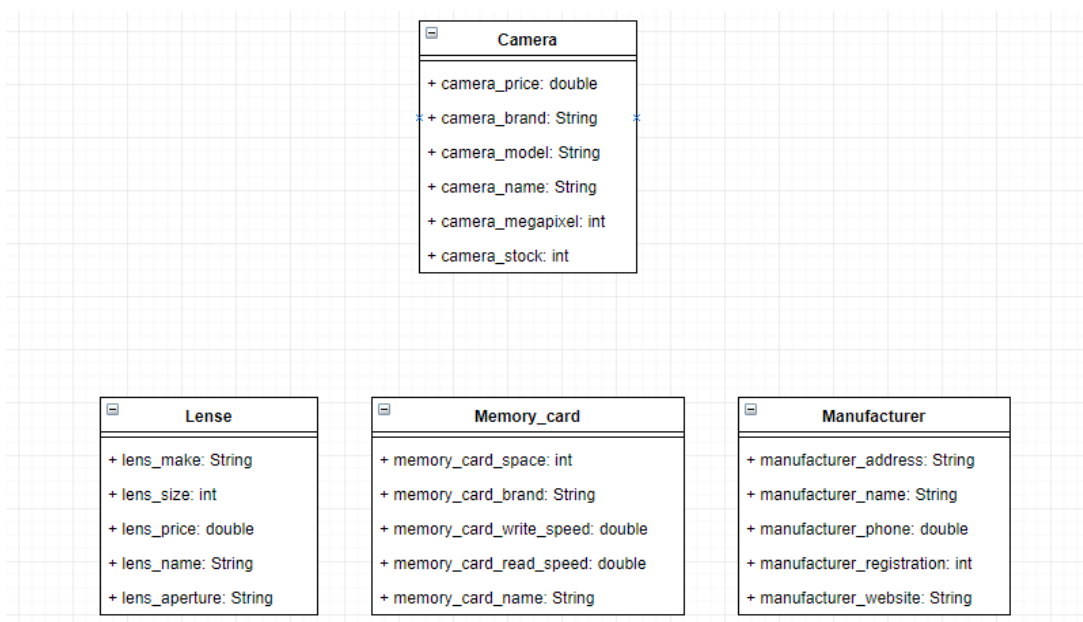 Camera
+ camera_price: double
+ camera_brand: String
+ camera_model: String
+ camera_name: String
+ camera_megapixel: int
+ camera_stock: int
Lense
+ lens_make: String
+ lens_size: int
+ lens_price: double
+ lens_name: String
+ lens_aperture: String
Memory_card
+ memory_card_space: int
+ memory_card_brand: String
+ memory_card_write_speed: double
+ memory_card_read_speed: double
+ memory_card_name: String
Manufacturer
+ manufacturer_address: String
+ manufacturer_name: String
+ manufacturer_phone: double
+ manufacturer_registration: int
+ manufacturer_website: String